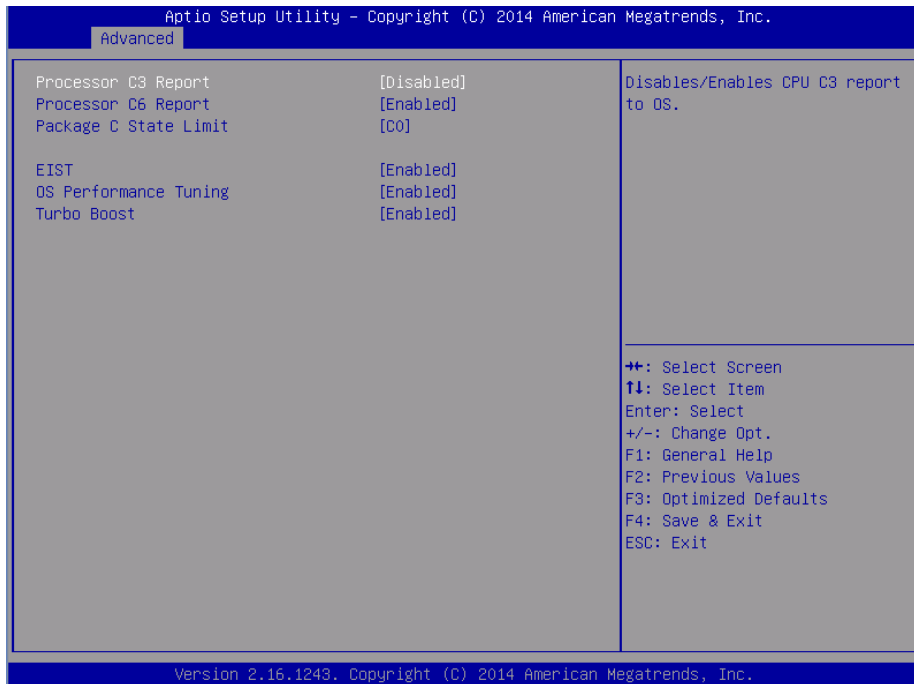 Aptio Setup Utility – Copyright (C) 2014 American Megatrends, Inc.
Advanced
Processor C3 Report [Disabled]
Processor C6 Report [Enabled]
Package C State Limit [C0]
EIST [Enabled]
OS Performance Tuning [Enabled]
Turbo Boost [Enabled]
Disables/Enables CPU C3 report
to OS.
→←: Select Screen
↑↓: Select Item
Enter: Select
+/-: Change Opt.
F1: General Help
F2: Previous Values
F3: Optimized Defaults
F4: Save & Exit
ESC: Exit
Version 2.16.1243. Copyright (C) 2014 American Megatrends, Inc.